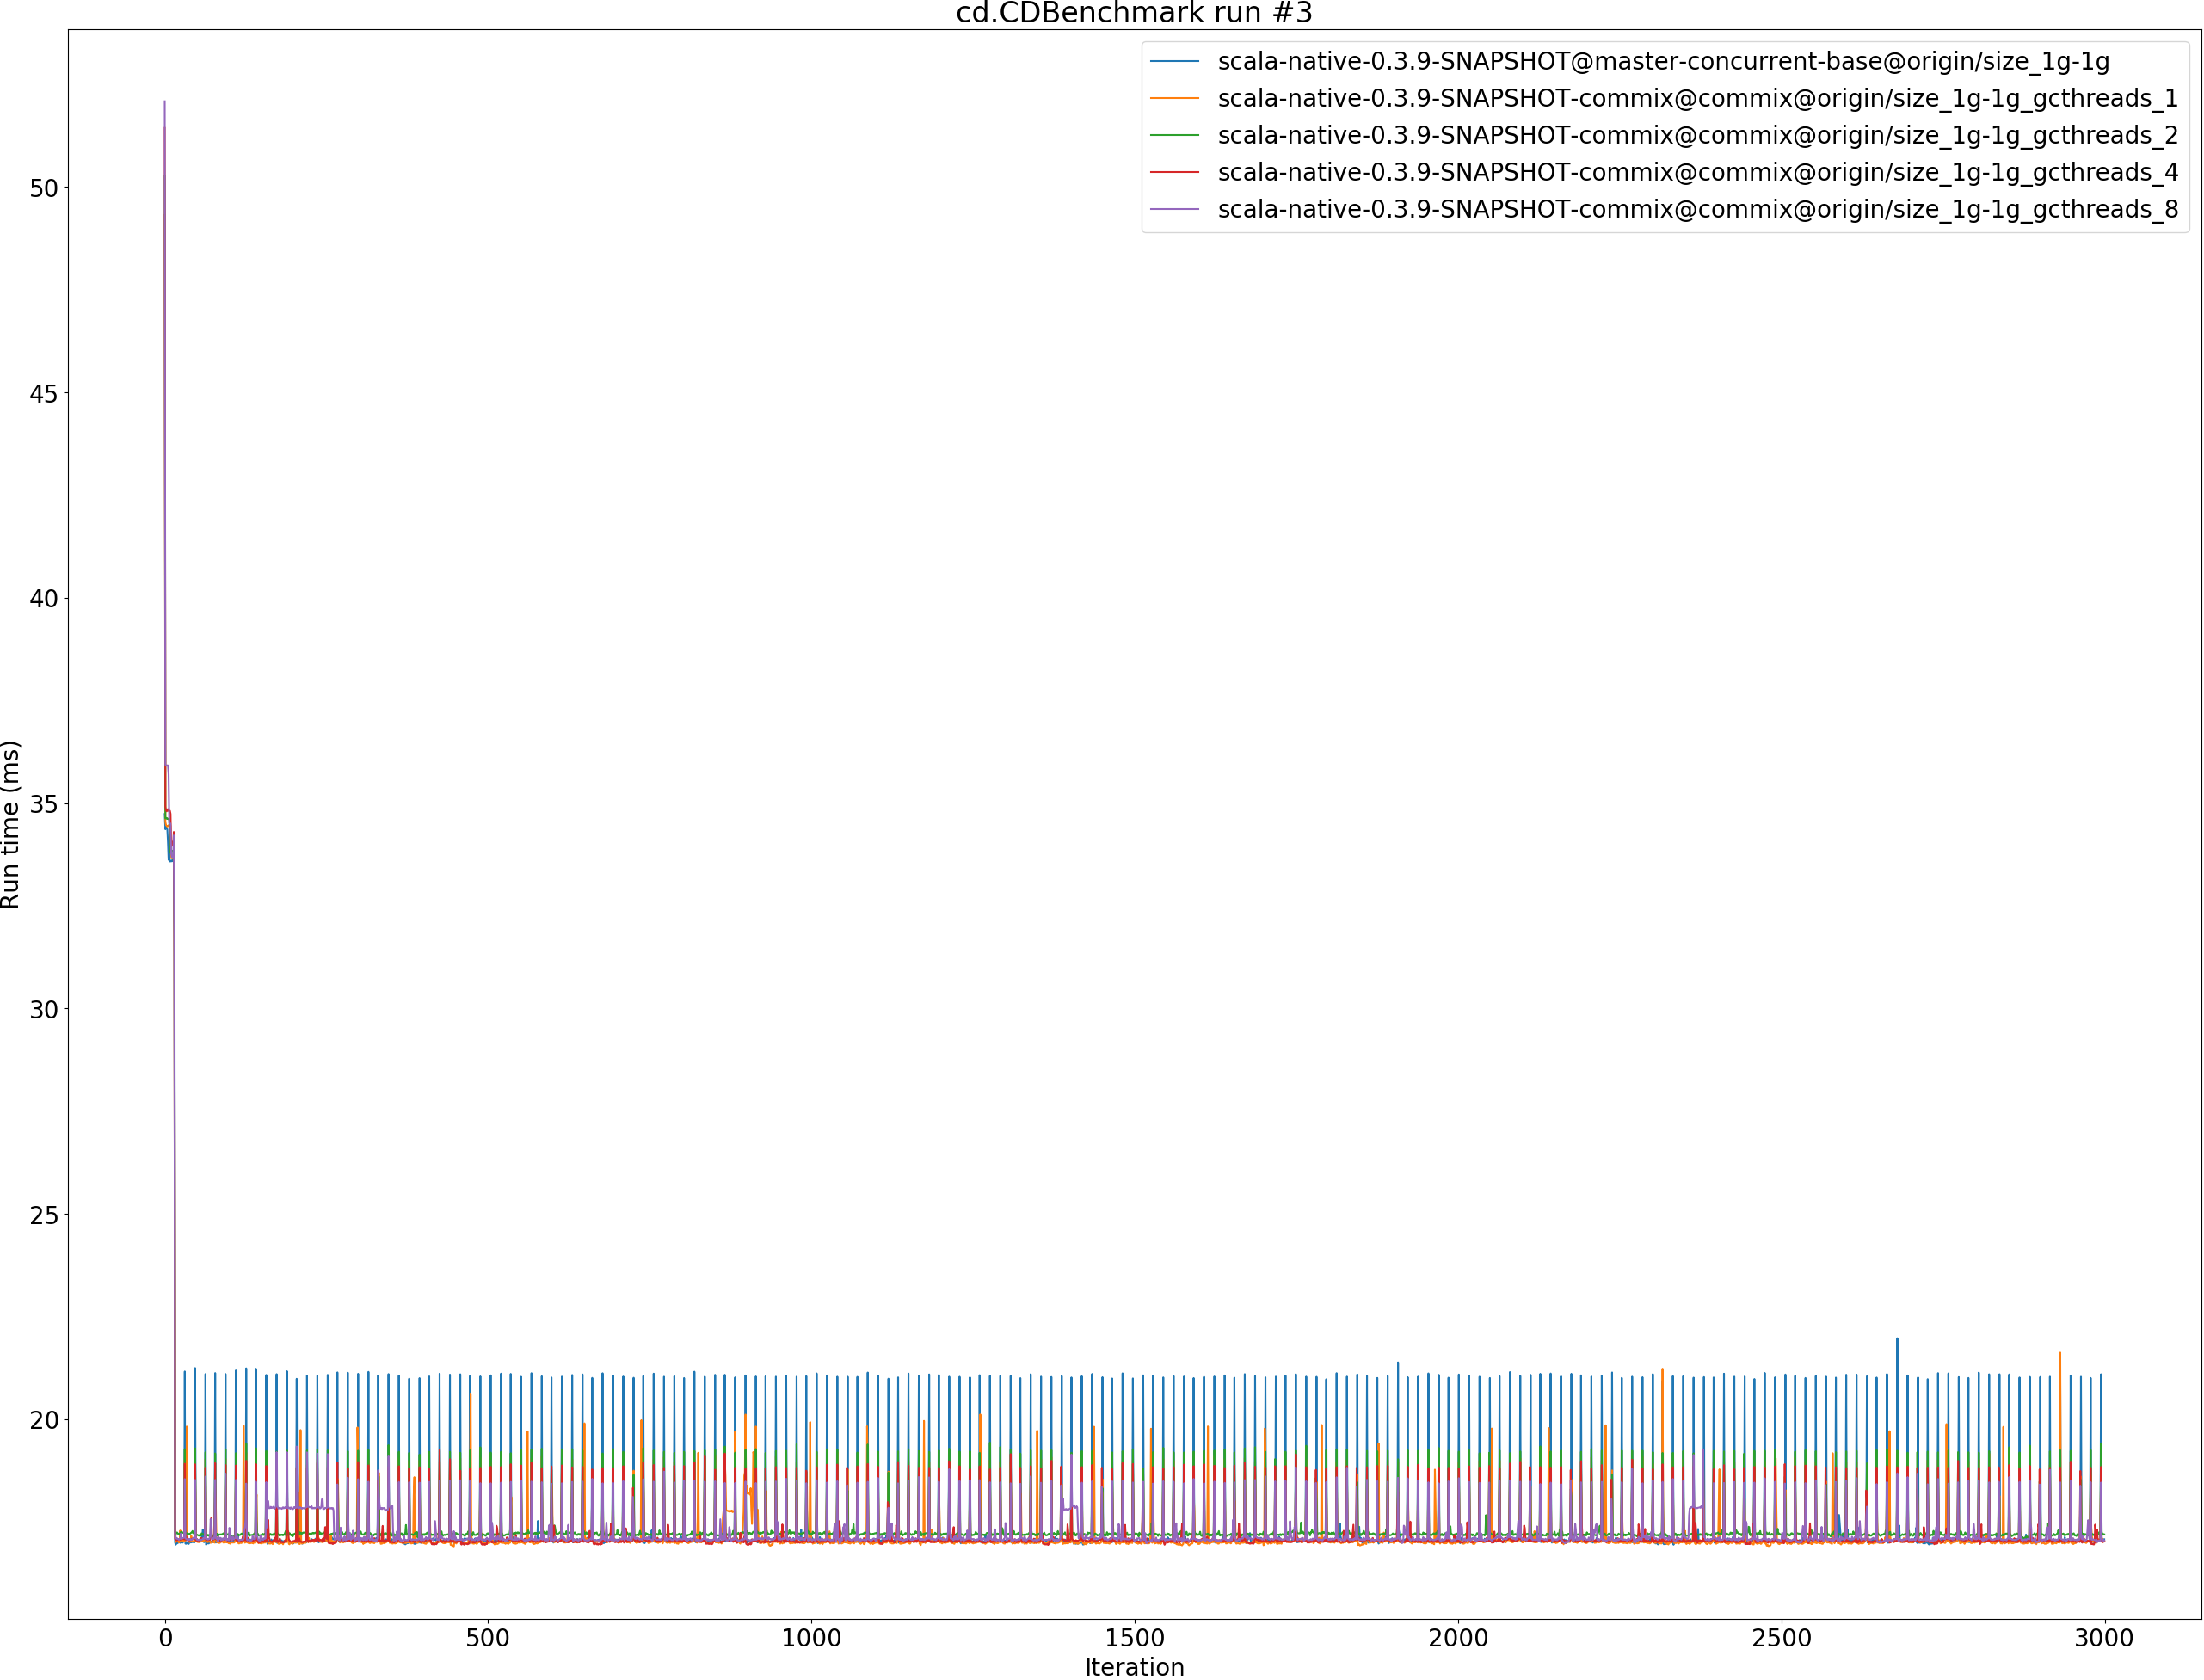 cd.CDBenchmark run #3
scala-native-0.3.9-SNAPSHOT@master-concurrent-base@origin/size_1g-1g
scala-native-0.3.9-SNAPSHOT-commix@commix@origin/size_1g-1g_gcthreads_1
scala-native-0.3.9-SNAPSHOT-commix@commix@origin/size_1g-1g_gcthreads_2
scala-native-0.3.9-SNAPSHOT-commix@commix@origin/size_1g-1g_gcthreads_4
scala-native-0.3.9-SNAPSHOT-commix@commix@origin/size_1g-1g_gcthreads_8
50
45
40
35
30
25
20
Run time (ms)
0 500 1000 1500 2000 2500 3000
Iteration